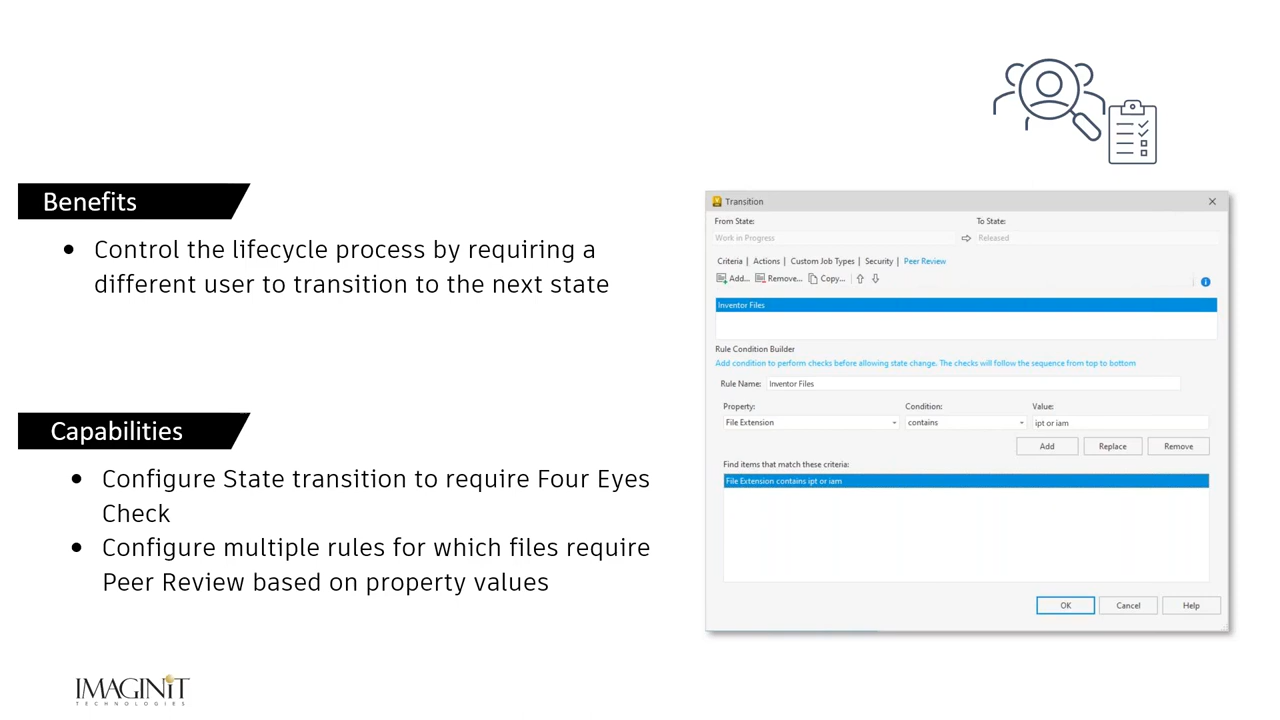 Benefits
• Control the lifecycle process by requiring a
different user to transition to the next state
Capabilities
• Configure State transition to require Four Eyes
Check
• Configure multiple rules for which files require
Peer Review based on property values
IMAGINiT
TECHNOLOGIES
Transition
From State: To State:
Work in Progress Released
Criteria | Actions | Custom Job Types | Security | Peer Review
Add... Remove... Copy...
Inventor Files
Rule Condition Builder
Add condition to perform checks before allowing state change. The checks will follow the sequence from top to bottom
Rule Name: Inventor Files
Property: Condition: Value:
File Extension contains ipt or iam
Add Replace Remove
Find items that match these criteria:
File Extension contains ipt or iam
OK Cancel Help